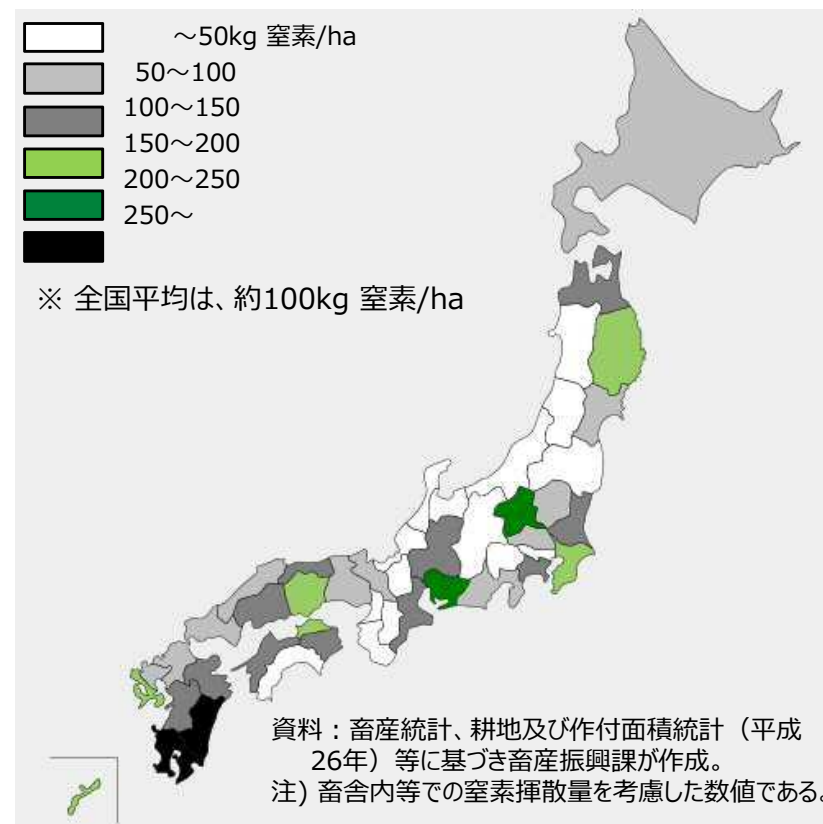 ～50kg 窒素/ha
50～100
100～150
150～200
200～250
250～
※ 全国平均は、約100kg 窒素/ha
資料：畜産統計、耕地及び作付面積統計（平成
26年）等に基づき畜産振興課が作成。
注) 畜舎内等での窒素揮散量を考慮した数値である。